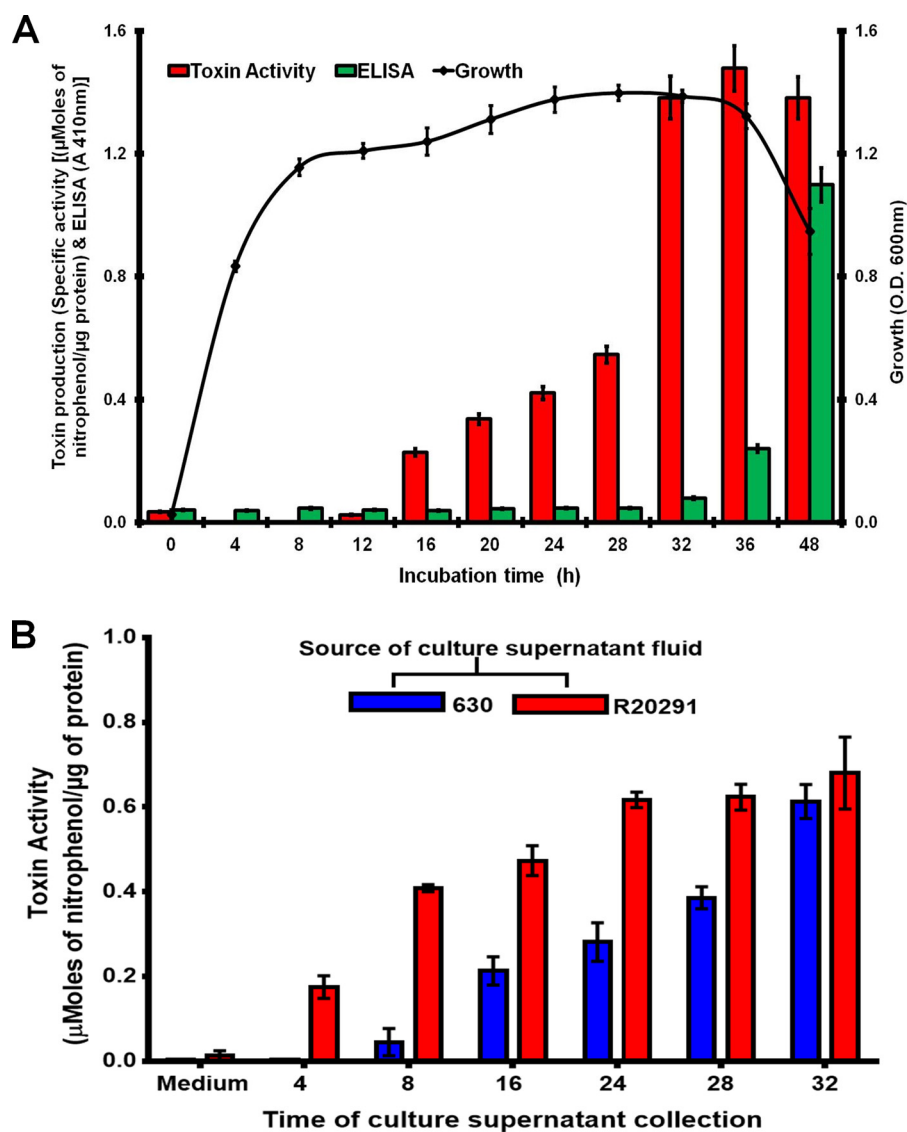 A
Toxin production (Specific activity [(µMoles of
nitrophenol/µg protein) & ELISA (A 410nm)]
1.6
1.2
0.8
0.4
0.0
Toxin Activity
ELISA
Growth
1.6
1.2
0.8
0.4
0.0
Growth (O.D. 600nm)
0 4 8 12 16 20 24 28 32 36 48
Incubation time (h)
B
Toxin Activity
(µMoles of nitrophenol/µg of protein)
1.0
0.8
0.6
0.4
0.2
0.0
Source of culture supernatant fluid
630
R20291
Medium 4 8 16 24 28 32
Time of culture supernatant collection